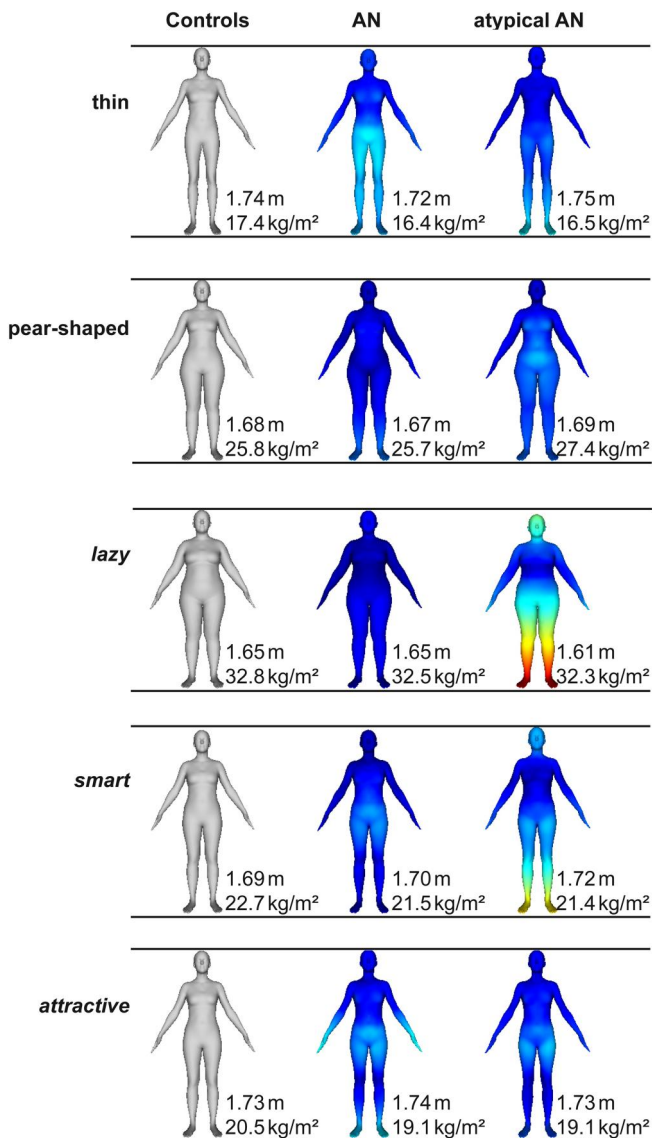 Controls AN atypical AN
thin
1.74 m 1.72 m 1.75 m
17.4 kg/m² 16.4 kg/m² 16.5 kg/m²
pear-shaped
1.68 m 1.67 m 1.69 m
25.8 kg/m² 25.7 kg/m² 27.4 kg/m²
lazy
1.65 m 1.65 m 1.61 m
32.8 kg/m² 32.5 kg/m² 32.3 kg/m²
smart
1.69 m 1.70 m 1.72 m
22.7 kg/m² 21.5 kg/m² 21.4 kg/m²
attractive
1.73 m 1.74 m 1.73 m
20.5 kg/m² 19.1 kg/m² 19.1 kg/m²